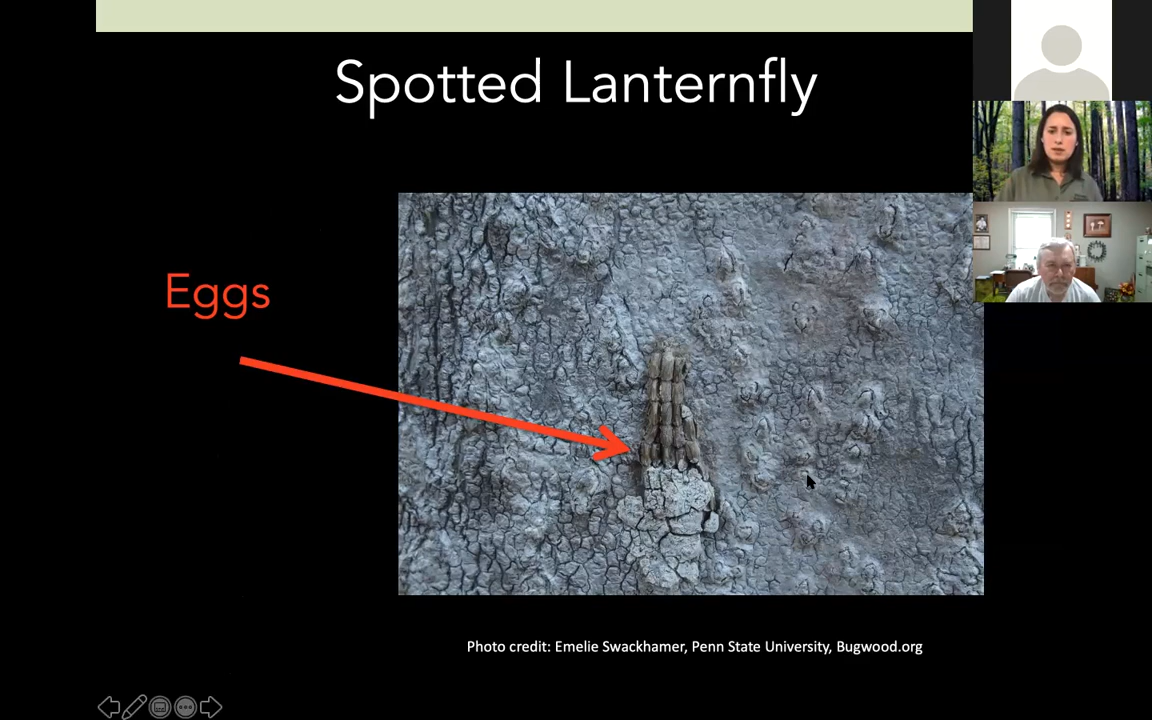 Spotted Lanternfly
Eggs
Photo credit: Emelie Swackhamer, Penn State University, Bugwood.org